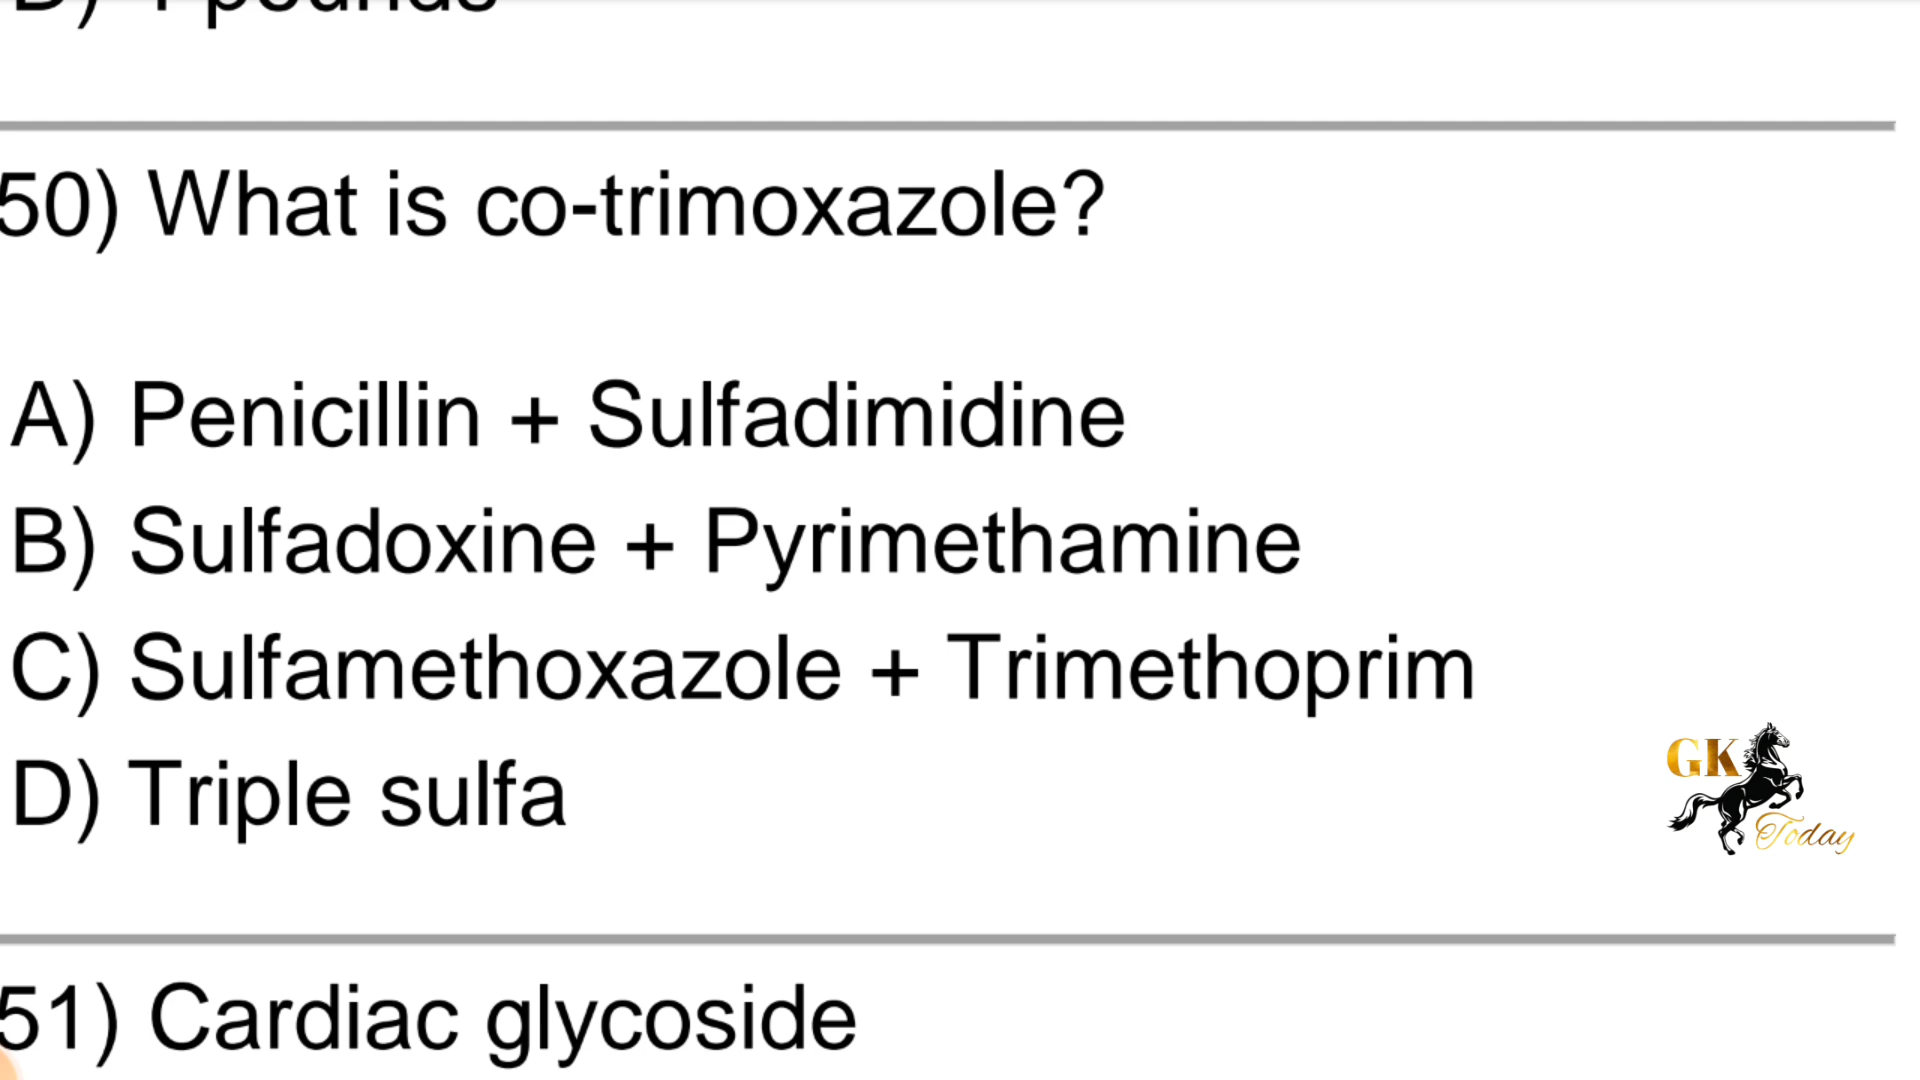 50) What is co-trimoxazole?
A) Penicillin + Sulfadimidine
B) Sulfadoxine + Pyrimethamine
C) Sulfamethoxazole + Trimethoprim
D) Triple sulfa
GK
Today
51) Cardiac glycoside